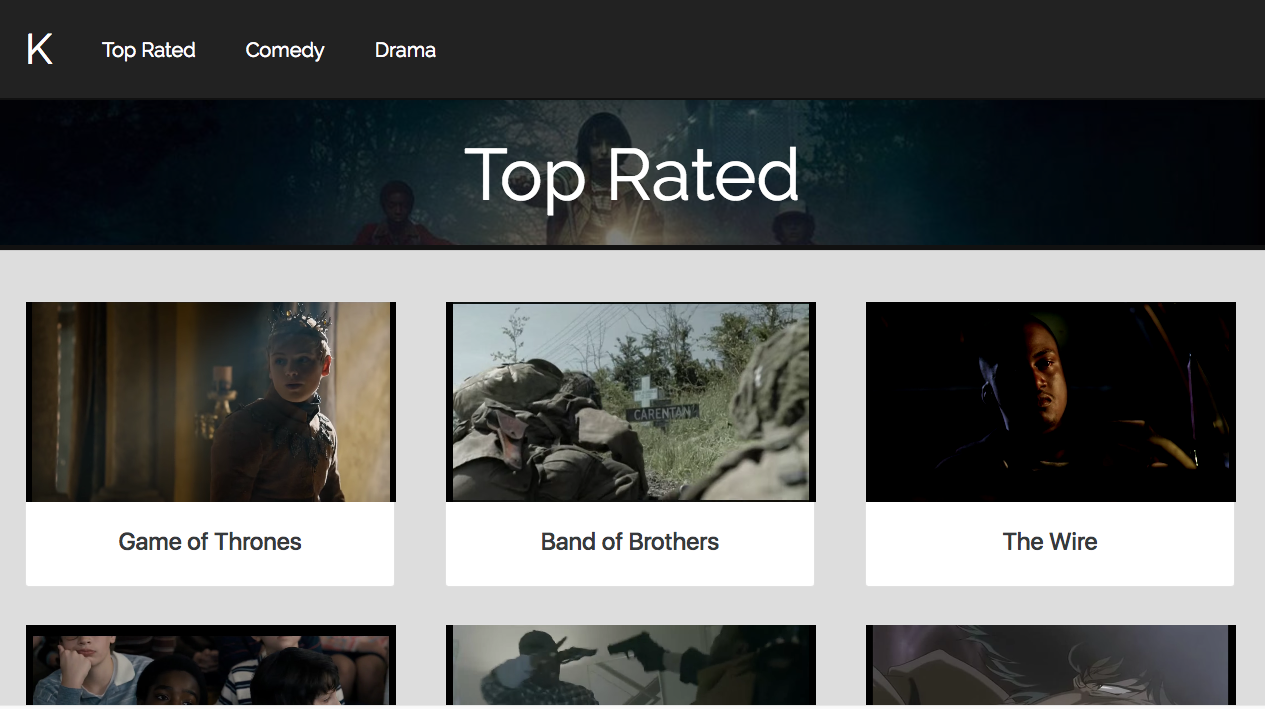 K Top Rated Comedy Drama
Top Rated
CARENTAN
Game of Thrones Band of Brothers The Wire